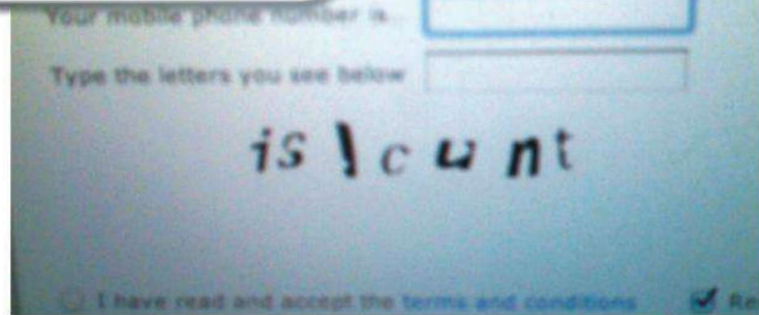 Your mobile phone number is...
Type the letters you see below
is l c u n t
I have read and accept the terms and conditions
Re